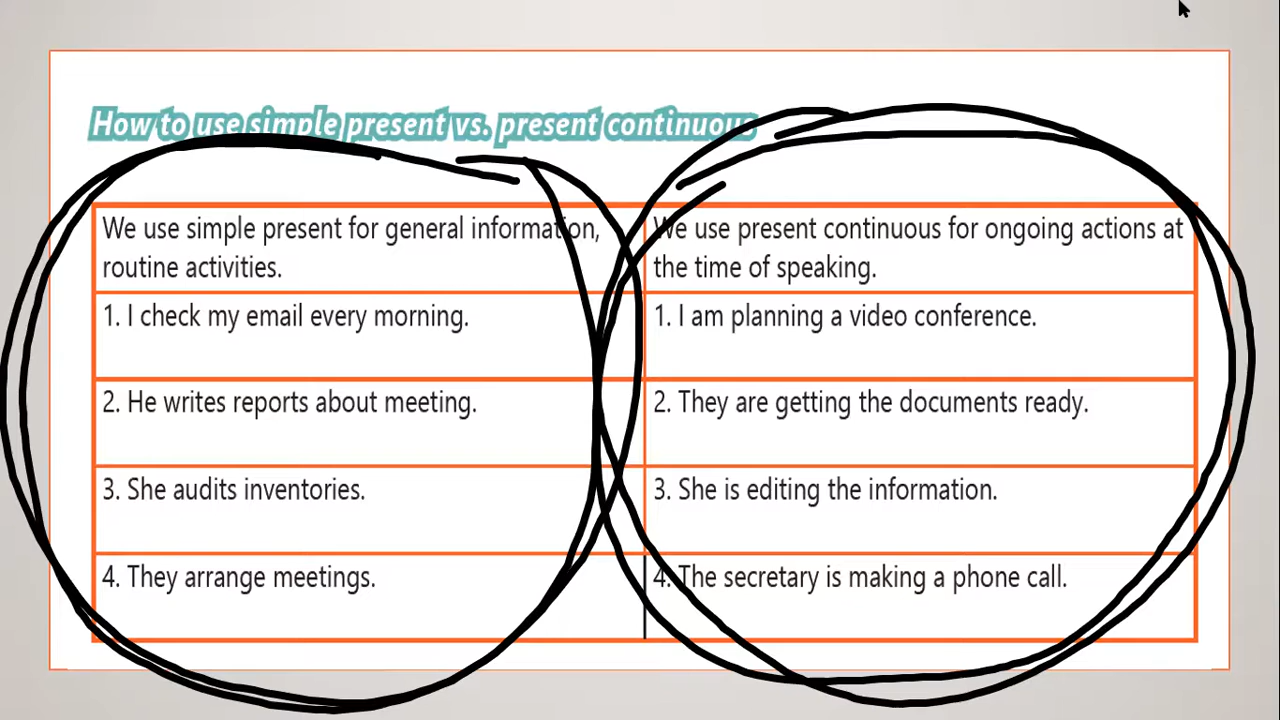 How to use simple present vs. present continuous
We use simple present for general information,
routine activities.
We use present continuous for ongoing actions at
the time of speaking.
1. I check my email every morning.
1. I am planning a video conference.
2. He writes reports about meeting.
2. They are getting the documents ready.
3. She audits inventories.
3. She is editing the information.
4. They arrange meetings.
4. The secretary is making a phone call.